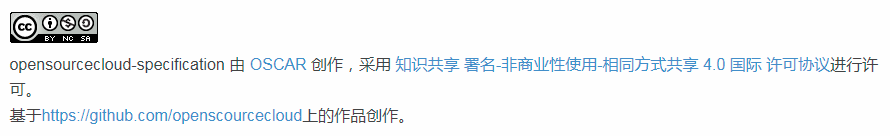 cc BY NC SA
opensourcecloud-specification 由 OSCAR 创作，采用 知识共享 署名-非商业性使用-相同方式共享 4.0 国际 许可协议进行许
可。
基于https://github.com/openscourcecloud上的作品创作。